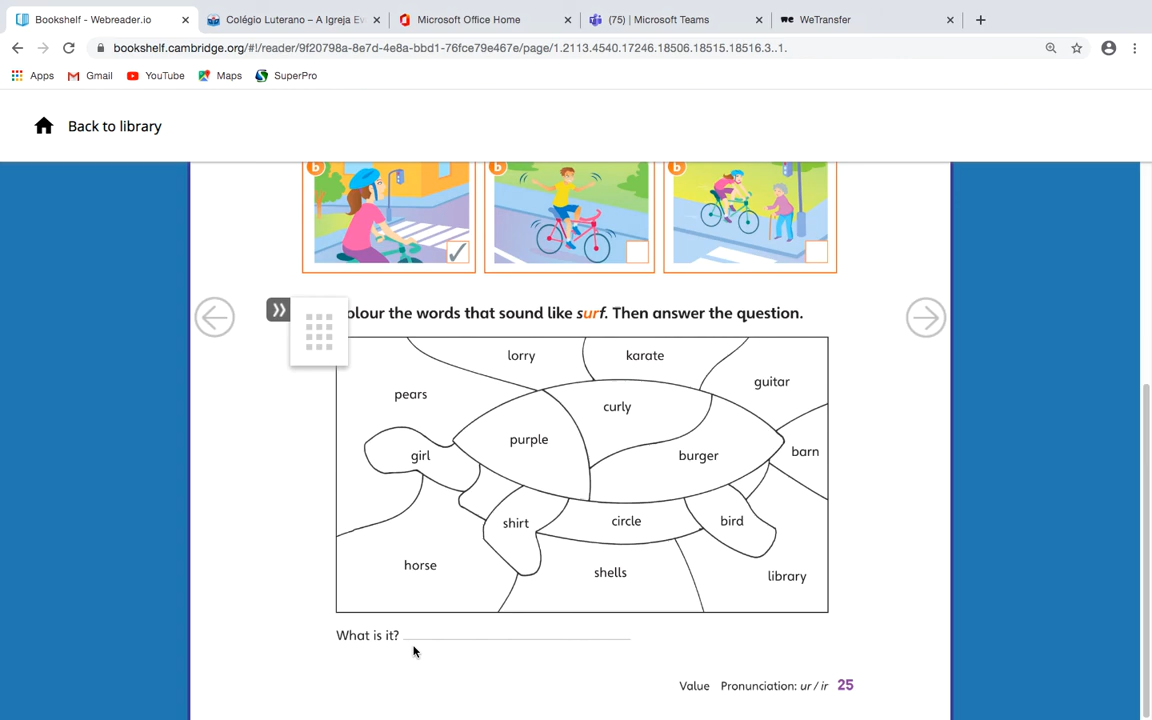 Bookshelf - Webreader.io
Colégio Luterano – A Igreja Ev
Microsoft Office Home
(75) | Microsoft Teams
we
WeTransfer
bookshelf.cambridge.org/#!/reader/9f20798a-8e7d-4e8a-bbd1-76fce79e467e/page/1.2113.4540.17246.18506.18515.18516.3..1.
Apps
Gmail
YouTube
Maps
SuperPro
Back to library
b
b
b
olour the words that sound like surf. Then answer the question.
lorry
karate
guitar
pears
curly
purple
burger
barn
girl
shirt
circle
bird
horse
shells
library
What is it?
Value Pronunciation: ur / ir 25